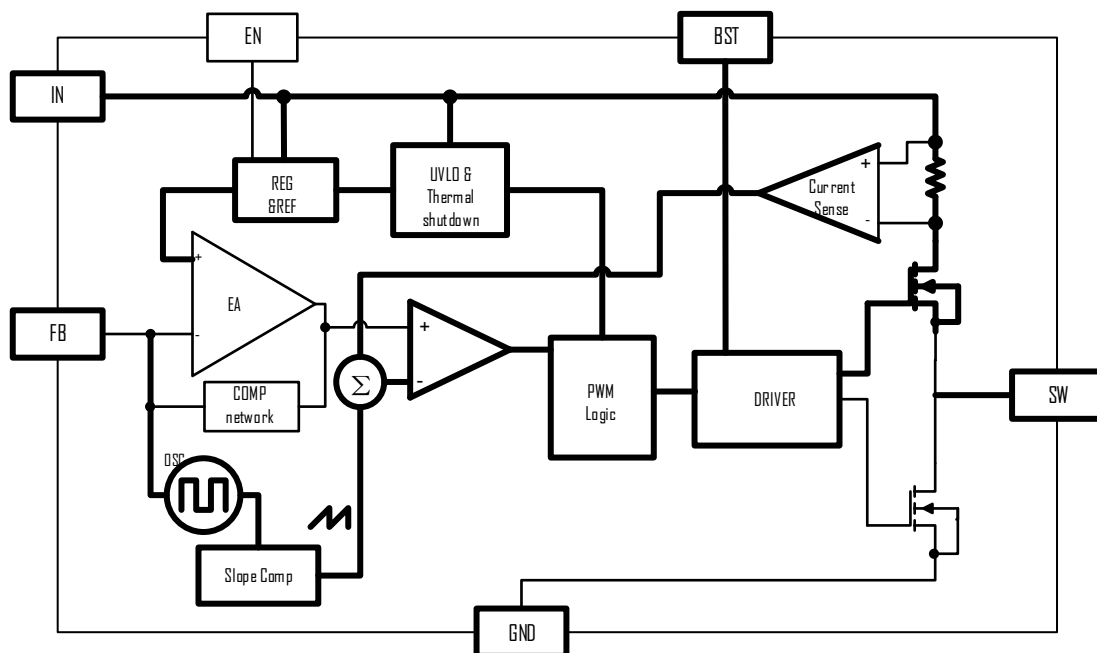 EN
BST
IN
REG
&REF
UVLO &
Thermal
shutdown
+
Current
Sense
-
+
EA
-
FB
+
-
Σ
COMP
network
PWM
Logic
DRIVER
SW
OSC
Slope Comp
GND